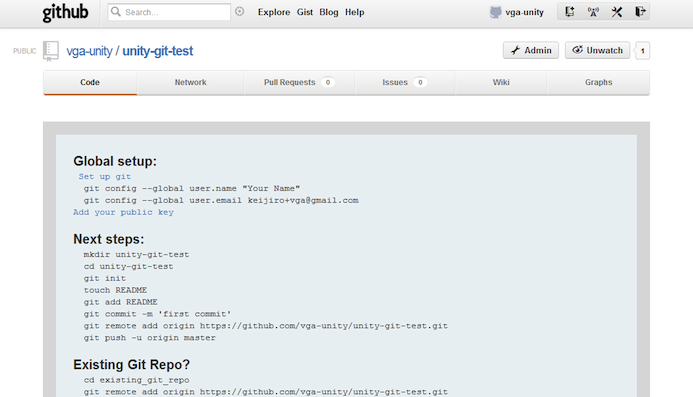 github
Search...
Explore Gist Blog Help
vga-unity
PUBLIC
vga-unity / unity-git-test
Admin
Unwatch
1
Code
Network
Pull Requests 0
Issues 0
Wiki
Graphs
Global setup:
Set up git
git config --global user.name "Your Name"
git config --global user.email keijiro+vga@gmail.com
Add your public key
Next steps:
mkdir unity-git-test
cd unity-git-test
git init
touch README
git add README
git commit -m 'first commit'
git remote add origin https://github.com/vga-unity/unity-git-test.git
git push -u origin master
Existing Git Repo?
cd existing_git_repo
git remote add origin https://github.com/vga-unity/unity-git-test.git